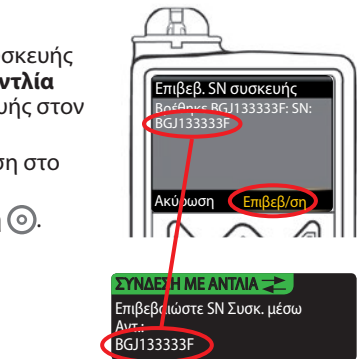 σκευής
ντλία
υής στον
ση στο
η
Επιβεβ. SN συσκευής
Βρέθηκε BGJ133333F: SN:
BGJ133333F
Ακύρωση Επιβεβ/ση
ΣΥΝΔΕΣΗ ΜΕ ΑΝΤΛΙΑ
Επιβεβαιώστε SN Συσκ. μέσω
Αντ.:
BGJ133333F